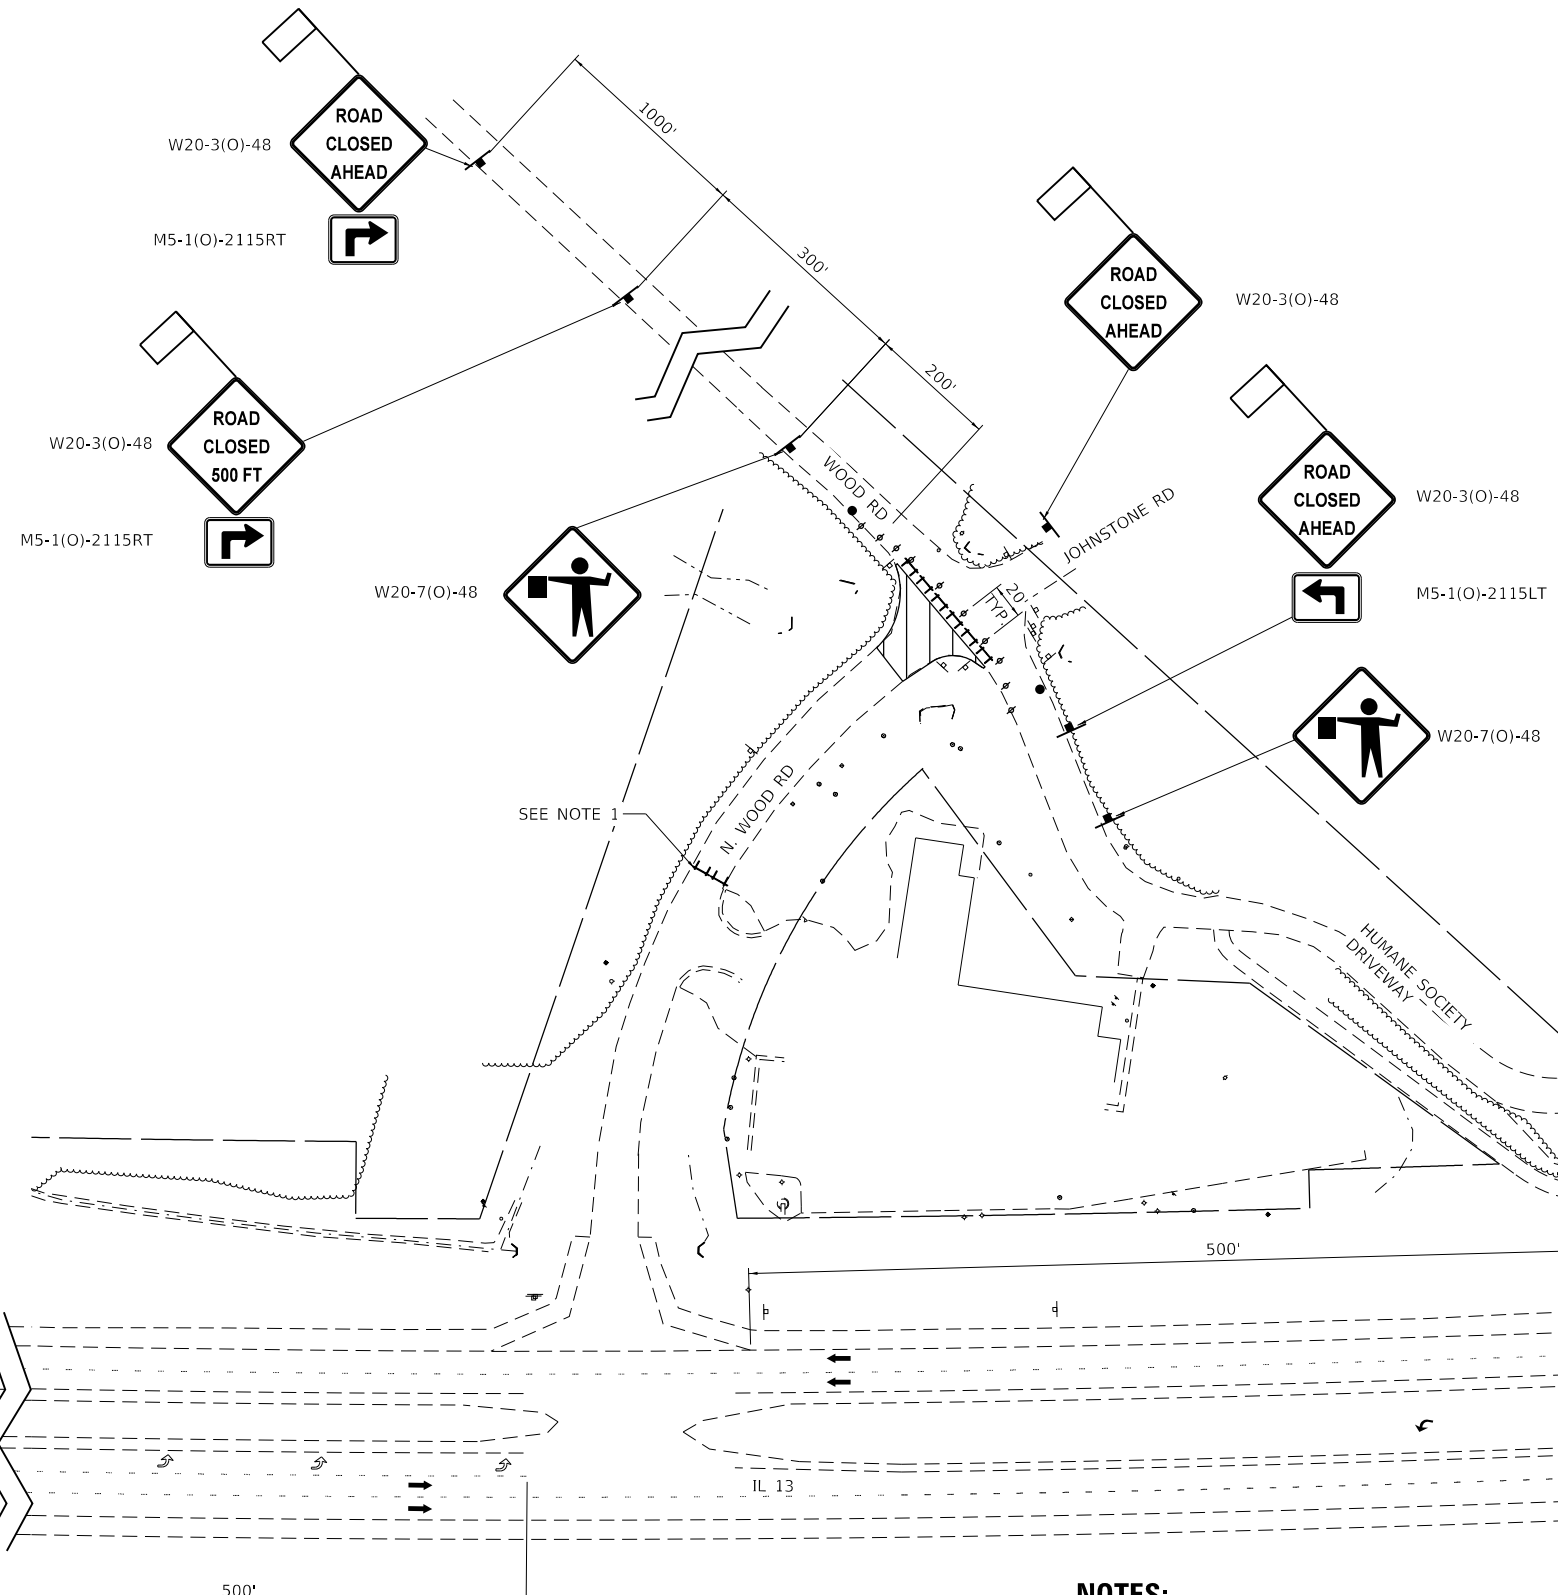 1000'
ROAD
CLOSED
AHEAD
W20-3(O)-48
M5-1(O)-2115RT
300'
ROAD
CLOSED
AHEAD
W20-3(O)-48
200'
ROAD
CLOSED
500 FT
W20-3(O)-48
M5-1(O)-2115RT
WOOD RD
JOHNSTONE RD
ROAD
CLOSED
AHEAD
W20-3(O)-48
M5-1(O)-2115LT
W20-7(O)-48
20'
TYP.
W20-7(O)-48
SEE NOTE 1
N. WOOD RD
HUMANE SOCIETY
DRIVEWAY
500'
IL 13
500'
NOTES: